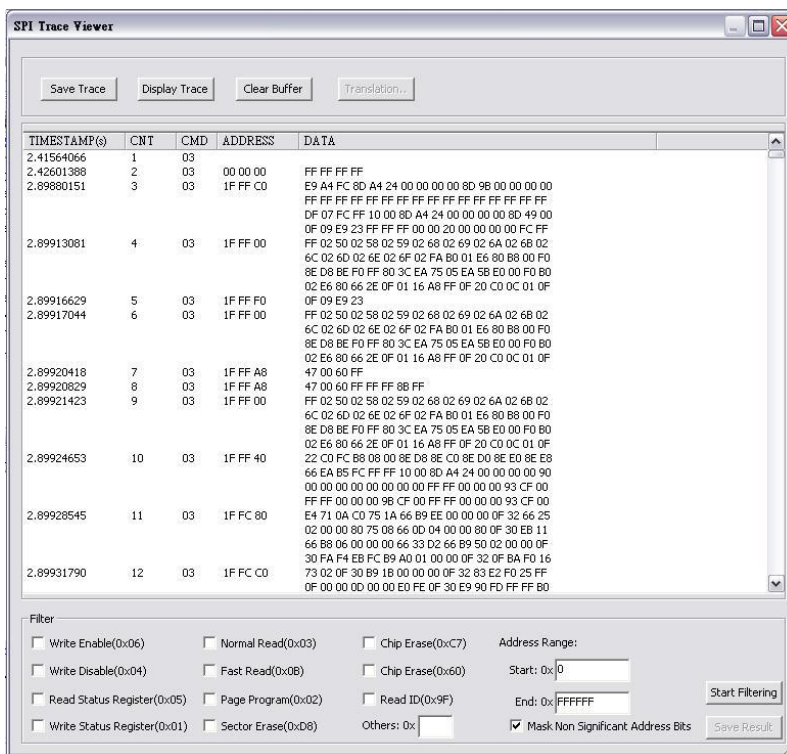 SPI Trace Viewer
Save Trace Display Trace Clear Buffer Translation..
TIMESTAMP(s) CNT CMD ADDRESS DATA
2.41564066 1 03
2.42601388 2 03 00 00 00 FF FF FF FF
2.89880151 3 03 1F FF C0 E9 A4 FC 8D A4 24 00 00 00 00 8D 9B 00 00 00 00
FF FF FF FF FF FF FF FF FF FF FF FF FF FF FF FF
DF 07 FC FF 10 00 8D A4 24 00 00 00 00 8D 49 00
0F 09 E9 23 FF FF FF 00 00 20 00 00 00 00 FC FF
2.89913081 4 03 1F FF 00 FF 02 50 02 58 02 59 02 68 02 69 02 6A 02 6B 02
6C 02 6D 02 6E 02 6F 02 FA B0 01 E6 80 B8 00 F0
8E D8 BE F0 FF 80 3C EA 75 05 EA 5B E0 00 F0 B0
02 E6 80 66 2E 0F 01 16 A8 FF 0F 20 C0 0C 01 0F
2.89916629 5 03 1F FF F0 0F 09 E9 23
2.89917044 6 03 1F FF 00 FF 02 50 02 58 02 59 02 68 02 69 02 6A 02 6B 02
6C 02 6D 02 6E 02 6F 02 FA B0 01 E6 80 B8 00 F0
8E D8 BE F0 FF 80 3C EA 75 05 EA 5B E0 00 F0 B0
02 E6 80 66 2E 0F 01 16 A8 FF 0F 20 C0 0C 01 0F
2.89920418 7 03 1F FF A8 47 00 60 FF
2.89920829 8 03 1F FF A8 47 00 60 FF FF FF 8B FF
2.89921423 9 03 1F FF 00 FF 02 50 02 58 02 59 02 68 02 69 02 6A 02 6B 02
6C 02 6D 02 6E 02 6F 02 FA B0 01 E6 80 B8 00 F0
8E D8 BE F0 FF 80 3C EA 75 05 EA 5B E0 00 F0 B0
02 E6 80 66 2E 0F 01 16 A8 FF 0F 20 C0 0C 01 0F
2.89924653 10 03 1F FF 40 22 C0 FC B8 08 00 8E D8 8E C0 8E D0 8E E0 8E E8
66 EA B5 FC FF FF 10 00 8D A4 24 00 00 00 00 90
00 00 00 00 00 00 00 00 FF FF 00 00 00 93 CF 00
FF FF 00 00 00 9B CF 00 FF FF 00 00 00 93 CF 00
2.89928545 11 03 1F FC 80 E4 71 0A C0 75 1A 66 B9 EE 00 00 00 0F 32 66 25
02 00 00 80 75 08 66 0D 04 00 00 80 0F 30 EB 11
66 B8 06 00 00 00 66 33 D2 66 B9 50 02 00 00 0F
30 FA F4 EB FC B9 A0 01 00 00 0F 32 0F BA F0 16
2.89931790 12 03 1F FC C0 73 02 0F 30 B9 1B 00 00 00 0F 32 83 E2 F0 25 FF
0F 00 00 0D 00 00 E0 FE 0F 30 E9 90 FD FF FF B0
Filter
Write Enable(0x06) Normal Read(0x03) Chip Erase(0xC7) Address Range:
Write Disable(0x04) Fast Read(0x0B) Chip Erase(0x60) Start: 0x 0
Read Status Register(0x05) Page Program(0x02) Read ID(0x9F) End: 0x FFFFFF Start Filtering
Write Status Register(0x01) Sector Erase(0xD8) Others: 0x Mask Non Significant Address Bits Save Result